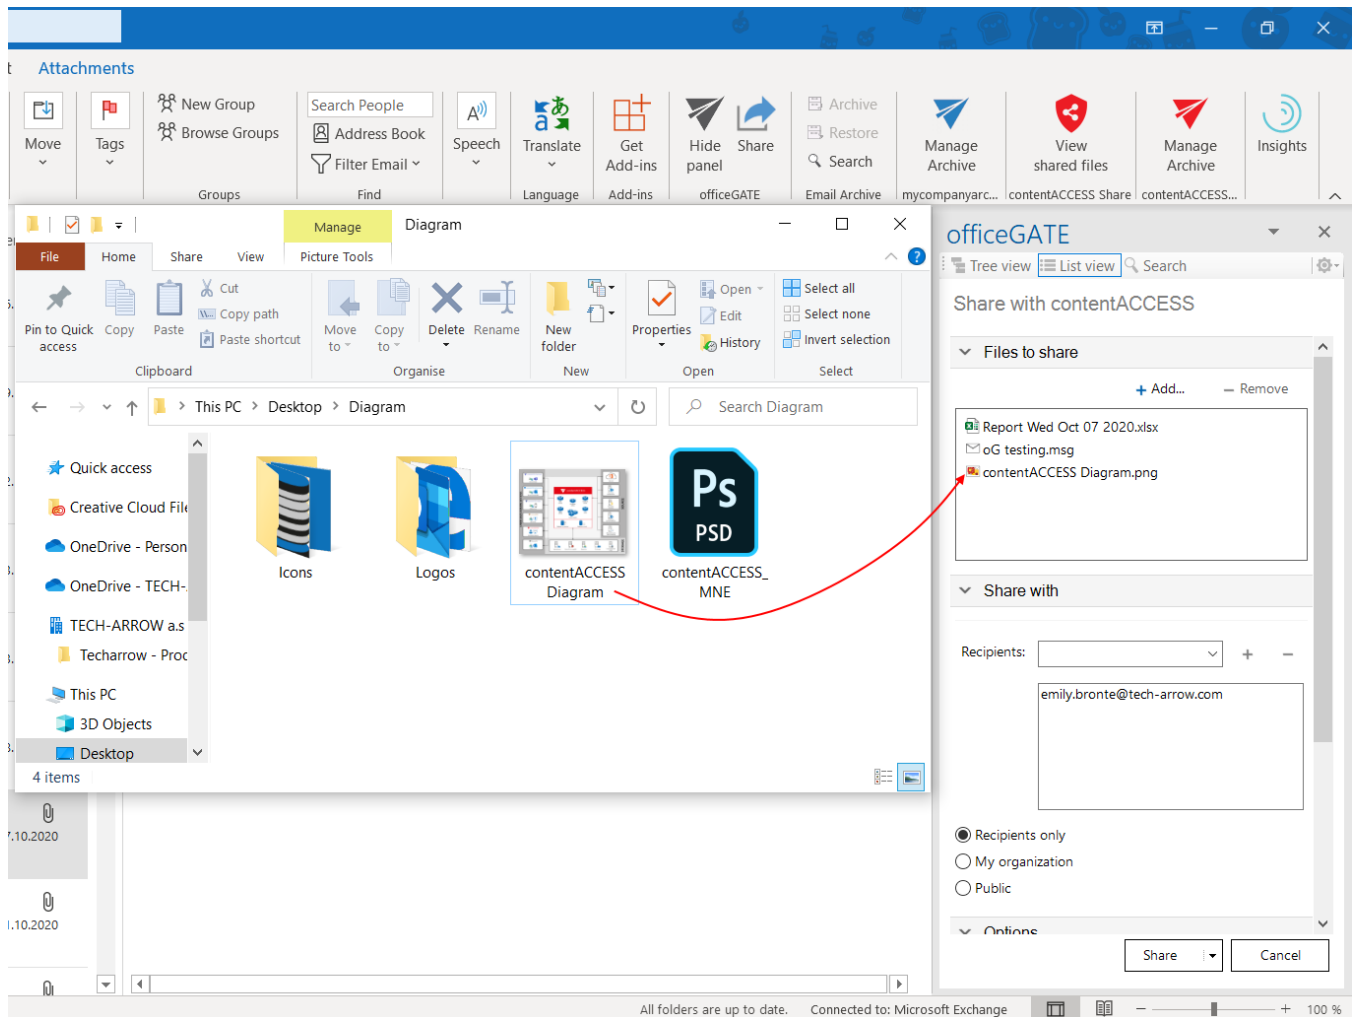 Attachments
Move
Tags
New Group
Browse Groups
Groups
Search People
Address Book
Filter Email
Find
Speech
Translate
Language
Get
Add-ins
Add-ins
Hide
panel
Share
officeGATE
Archive
Restore
Search
Email Archive
Manage
Archive
mycompanyarc...
View
shared files
contentACCESS Share
Manage
Archive
contentACCESS...
Insights
Manage
Diagram
File
Home
Share
View
Picture Tools
Pin to Quick
access
Copy
Paste
Cut
Copy path
Paste shortcut
Clipboard
Move
to
Copy
to
Delete
Rename
Organise
New
folder
New
Properties
Open
Edit
History
Open
Select all
Select none
Invert selection
Select
This PC > Desktop > Diagram
Search Diagram
Quick access
Creative Cloud File
OneDrive - Person
OneDrive - TECH-
TECH-ARROW a.s
Techarrow - Proc
This PC
3D Objects
Desktop
4 items
Icons
Logos
contentACCESS
Diagram
Ps
PSD
contentACCESS_
MNE
officeGATE
Tree view
List view
Search
Share with contentACCESS
Files to share
+ Add...
− Remove
Report Wed Oct 07 2020.xlsx
oG testing.msg
contentACCESS Diagram.png
Share with
Recipients:
emily.bronte@tech-arrow.com
Recipients only
My organization
Public
Options
Share
Cancel
7.10.2020
1.10.2020
All folders are up to date.
Connected to: Microsoft Exchange
100 %